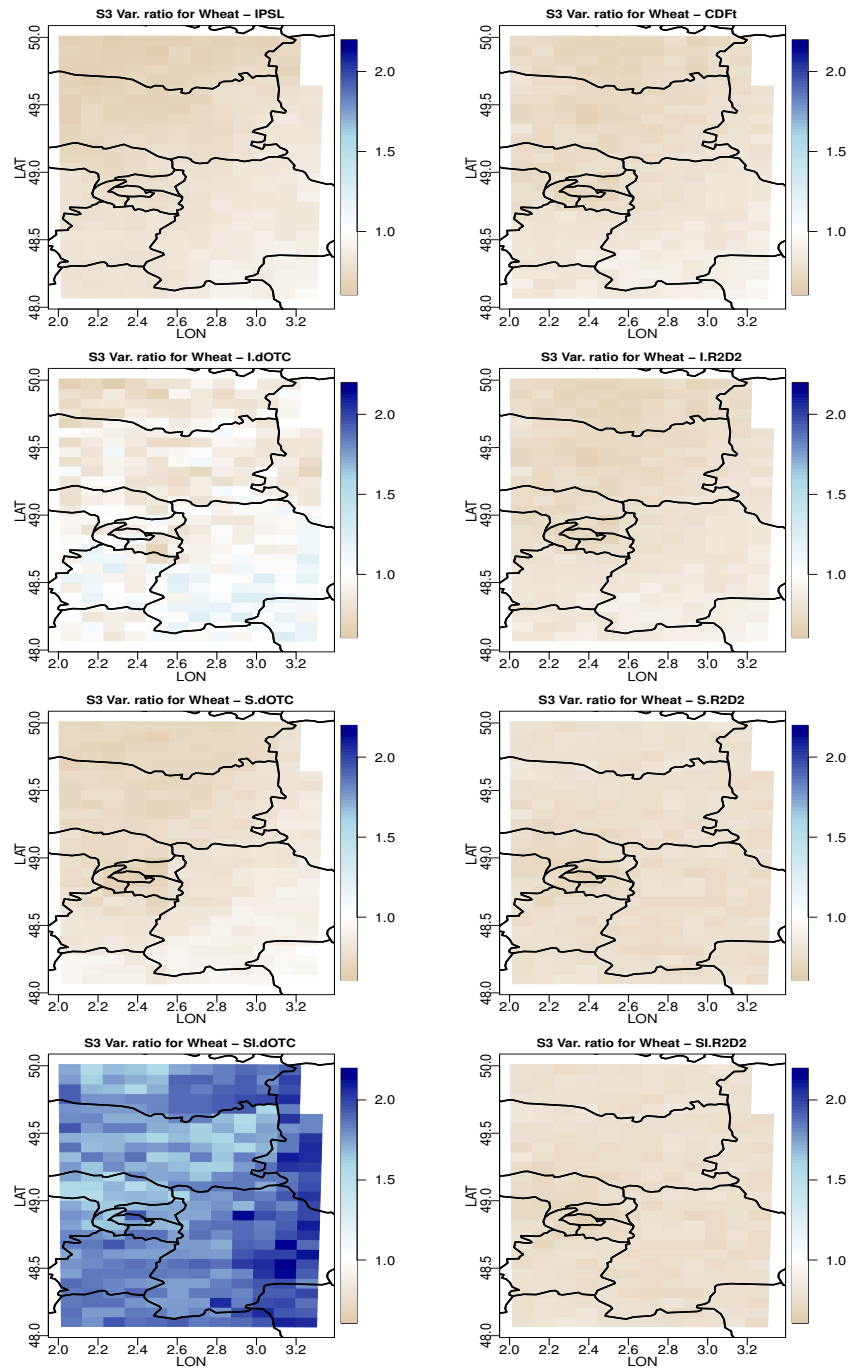 S3 Var. ratio for Wheat − IPSL
LAT
50.0
49.5
49.0
48.5
48.0
2.0 2.2 2.4 2.6 2.8 3.0 3.2
LON
2.0
1.5
1.0
S3 Var. ratio for Wheat − CDFt
LAT
50.0
49.5
49.0
48.5
48.0
2.0 2.2 2.4 2.6 2.8 3.0 3.2
LON
2.0
1.5
1.0
S3 Var. ratio for Wheat − I.dOTC
LAT
50.0
49.5
49.0
48.5
48.0
2.0 2.2 2.4 2.6 2.8 3.0 3.2
LON
2.0
1.5
1.0
S3 Var. ratio for Wheat − I.R2D2
LAT
50.0
49.5
49.0
48.5
48.0
2.0 2.2 2.4 2.6 2.8 3.0 3.2
LON
2.0
1.5
1.0
S3 Var. ratio for Wheat − S.dOTC
LAT
50.0
49.5
49.0
48.5
48.0
2.0 2.2 2.4 2.6 2.8 3.0 3.2
LON
2.0
1.5
1.0
S3 Var. ratio for Wheat − S.R2D2
LAT
50.0
49.5
49.0
48.5
48.0
2.0 2.2 2.4 2.6 2.8 3.0 3.2
LON
2.0
1.5
1.0
S3 Var. ratio for Wheat − SI.dOTC
LAT
50.0
49.5
49.0
48.5
48.0
2.0 2.2 2.4 2.6 2.8 3.0 3.2
LON
2.0
1.5
1.0
S3 Var. ratio for Wheat − SI.R2D2
LAT
50.0
49.5
49.0
48.5
48.0
2.0 2.2 2.4 2.6 2.8 3.0 3.2
LON
2.0
1.5
1.0